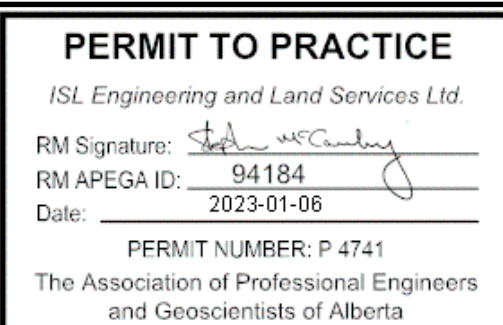 PERMIT TO PRACTICE
ISL Engineering and Land Services Ltd.
RM Signature:
RM APEGA ID: 94184
Date: 2023-01-06
PERMIT NUMBER: P 4741
The Association of Professional Engineers
and Geoscientists of Alberta